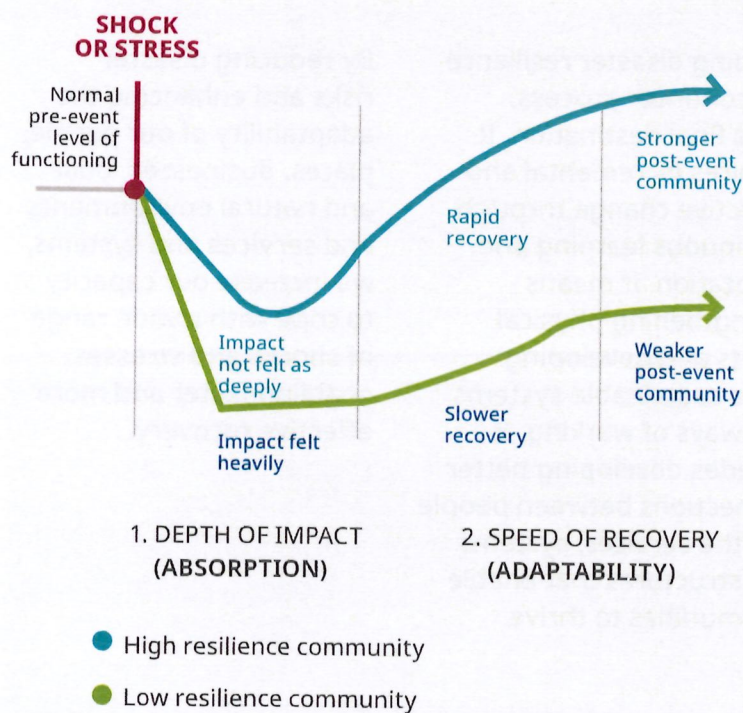 SHOCK
OR STRESS
Normal
pre-event
level of
functioning
Stronger
post-event
community
Rapid
recovery
Impact
not felt as
deeply
Weaker
post-event
community
Slower
recovery
Impact felt
heavily
1. DEPTH OF IMPACT
(ABSORPTION)
2. SPEED OF RECOVERY
(ADAPTABILITY)
High resilience community
Low resilience community